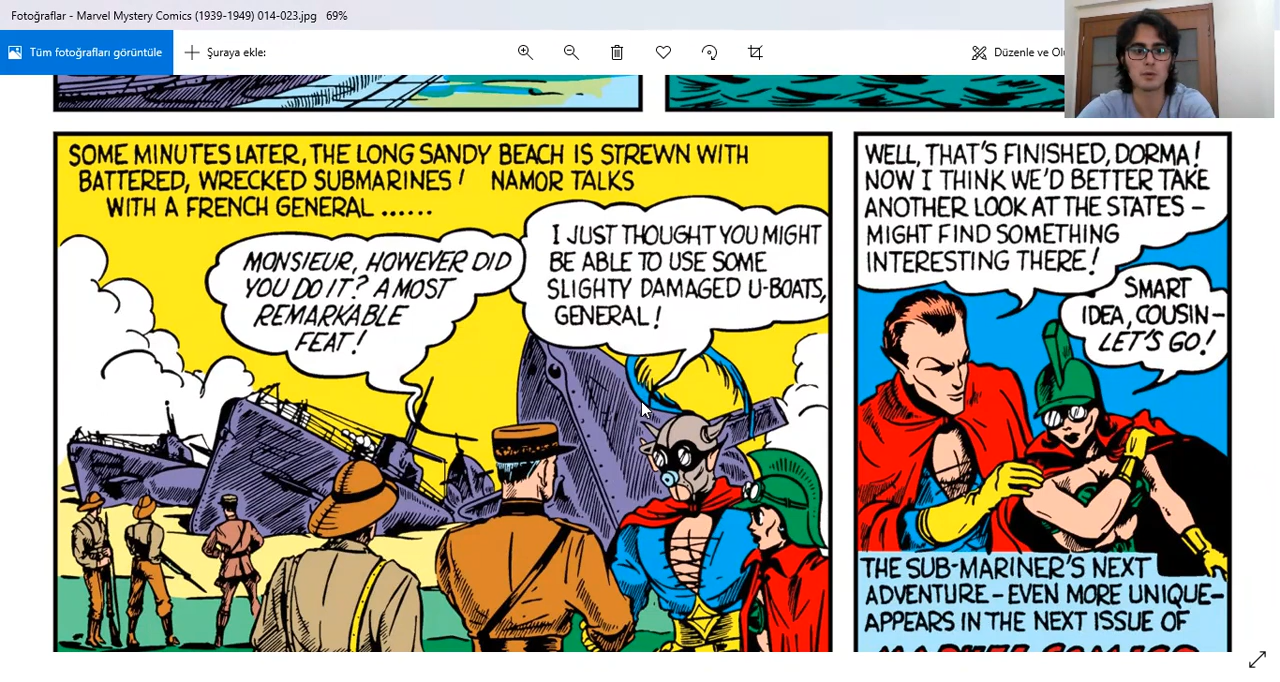 Fotoğraflar - Marvel Mystery Comics (1939-1949) 014-023.jpg 69%
Tüm fotoğrafları görüntüle
Şuraya ekle:
Düzenle ve Olu
SOME MINUTES LATER, THE LONG SANDY BEACH IS STREWN WITH
BATTERED, WRECKED SUBMARINES! NAMOR TALKS
WITH A FRENCH GENERAL ......
MONSIEUR, HOWEVER DID
YOU DO IT? A MOST
REMARKABLE
FEAT!
I JUST THOUGHT YOU MIGHT
BE ABLE TO USE SOME
SLIGHTY DAMAGED U-BOATS,
GENERAL!
WELL, THAT'S FINISHED, DORMA!
NOW I THINK WE'D BETTER TAKE
ANOTHER LOOK AT THE STATES –
MIGHT FIND SOMETHING
INTERESTING THERE!
SMART
IDEA, COUSIN–
LET'S GO!
THE SUB-MARINER'S NEXT
ADVENTURE – EVEN MORE UNIQUE–
APPEARS IN THE NEXT ISSUE OF